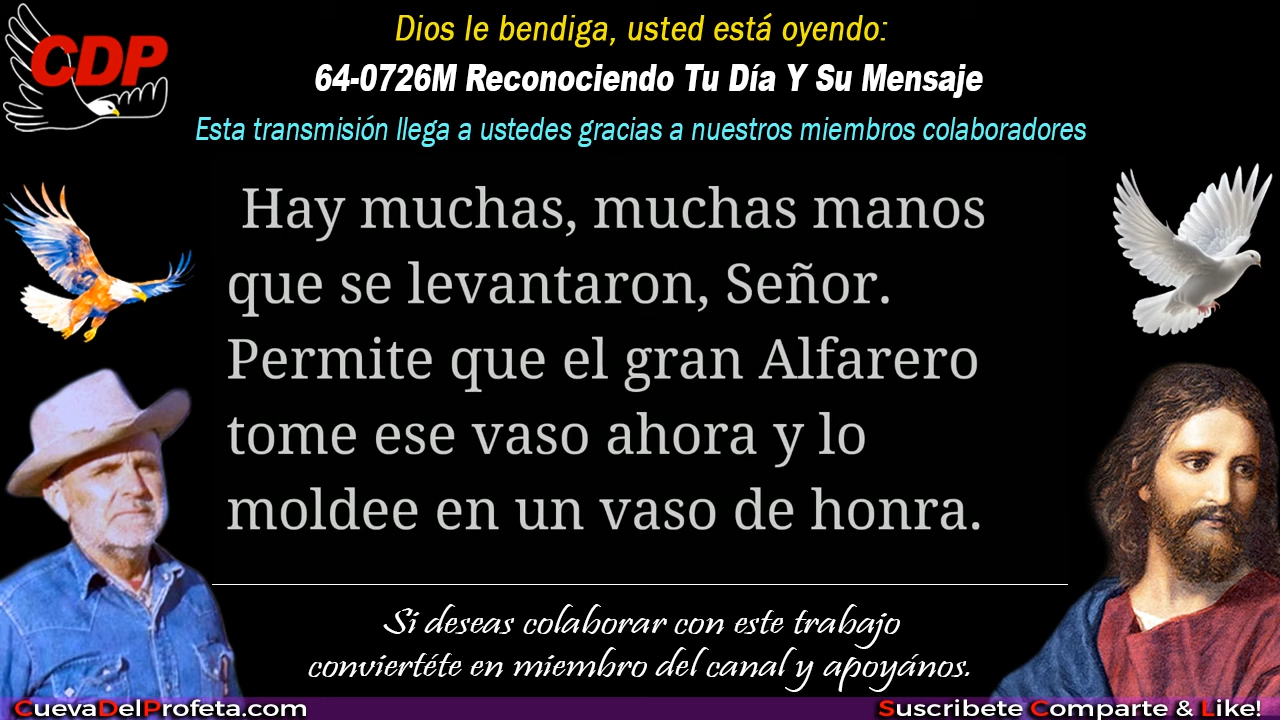 CDP
Dios le bendiga, usted está oyendo:
64-0726M Reconociendo Tu Día Y Su Mensaje
Esta transmisión llega a ustedes gracias a nuestros miembros colaboradores
Hay muchas, muchas manos
que se levantaron, Señor.
Permite que el gran Alfarero
tome ese vaso ahora y lo
moldee en un vaso de honra.
Si deseas colaborar con este trabajo
conviertéte en miembro del canal y apoyános.
CuevaDelProfeta.com
Suscribete Comparte & Like!